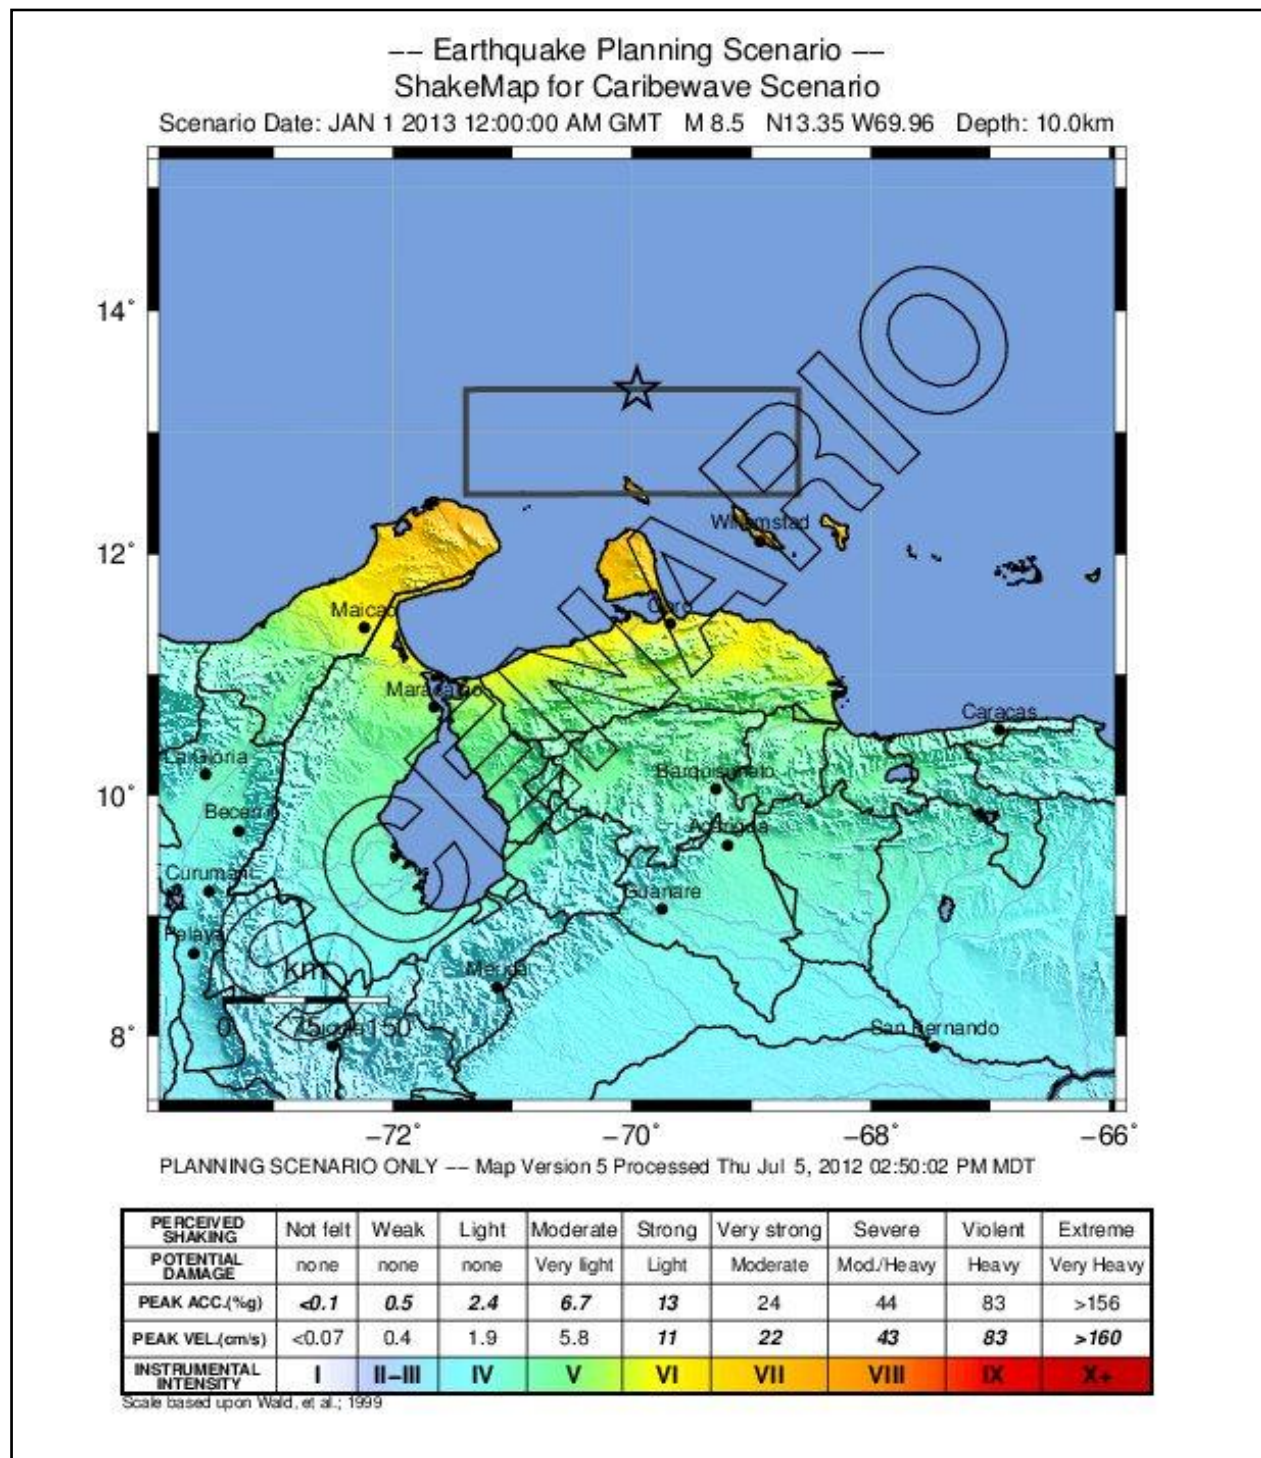 -- Earthquake Planning Scenario --
ShakeMap for Caribewave Scenario
Scenario Date: JAN 1 2013 12:00:00 AM GMT M 8.5 N13.35 W69.96 Depth: 10.0km
SCENARIO
14°
Willemstad
12°
Coro
Maicao
Maracaibo
Caracas
La Gloria
Barquisimeto
10°
Becerril
Acarigua
Curumani
Guanare
Pelaya
km
Merida
0 75 150
San Fernando
8°
-72° -70° -68° -66°
PLANNING SCENARIO ONLY -- Map Version 5 Processed Thu Jul 5, 2012 02:50:02 PM MDT
PERCEIVED SHAKING Not felt Weak Light Moderate Strong Very strong Severe Violent Extreme
POTENTIAL DAMAGE none none none Very light Light Moderate Mod./Heavy Heavy Very Heavy
PEAK ACC.(%g) <0.1 0.5 2.4 6.7 13 24 44 83 >156
PEAK VEL.(cm/s) <0.07 0.4 1.9 5.8 11 22 43 83 >160
INSTRUMENTAL INTENSITY I II-III IV V VI VII VIII IX X+
Scale based upon Wald, et al.; 1999